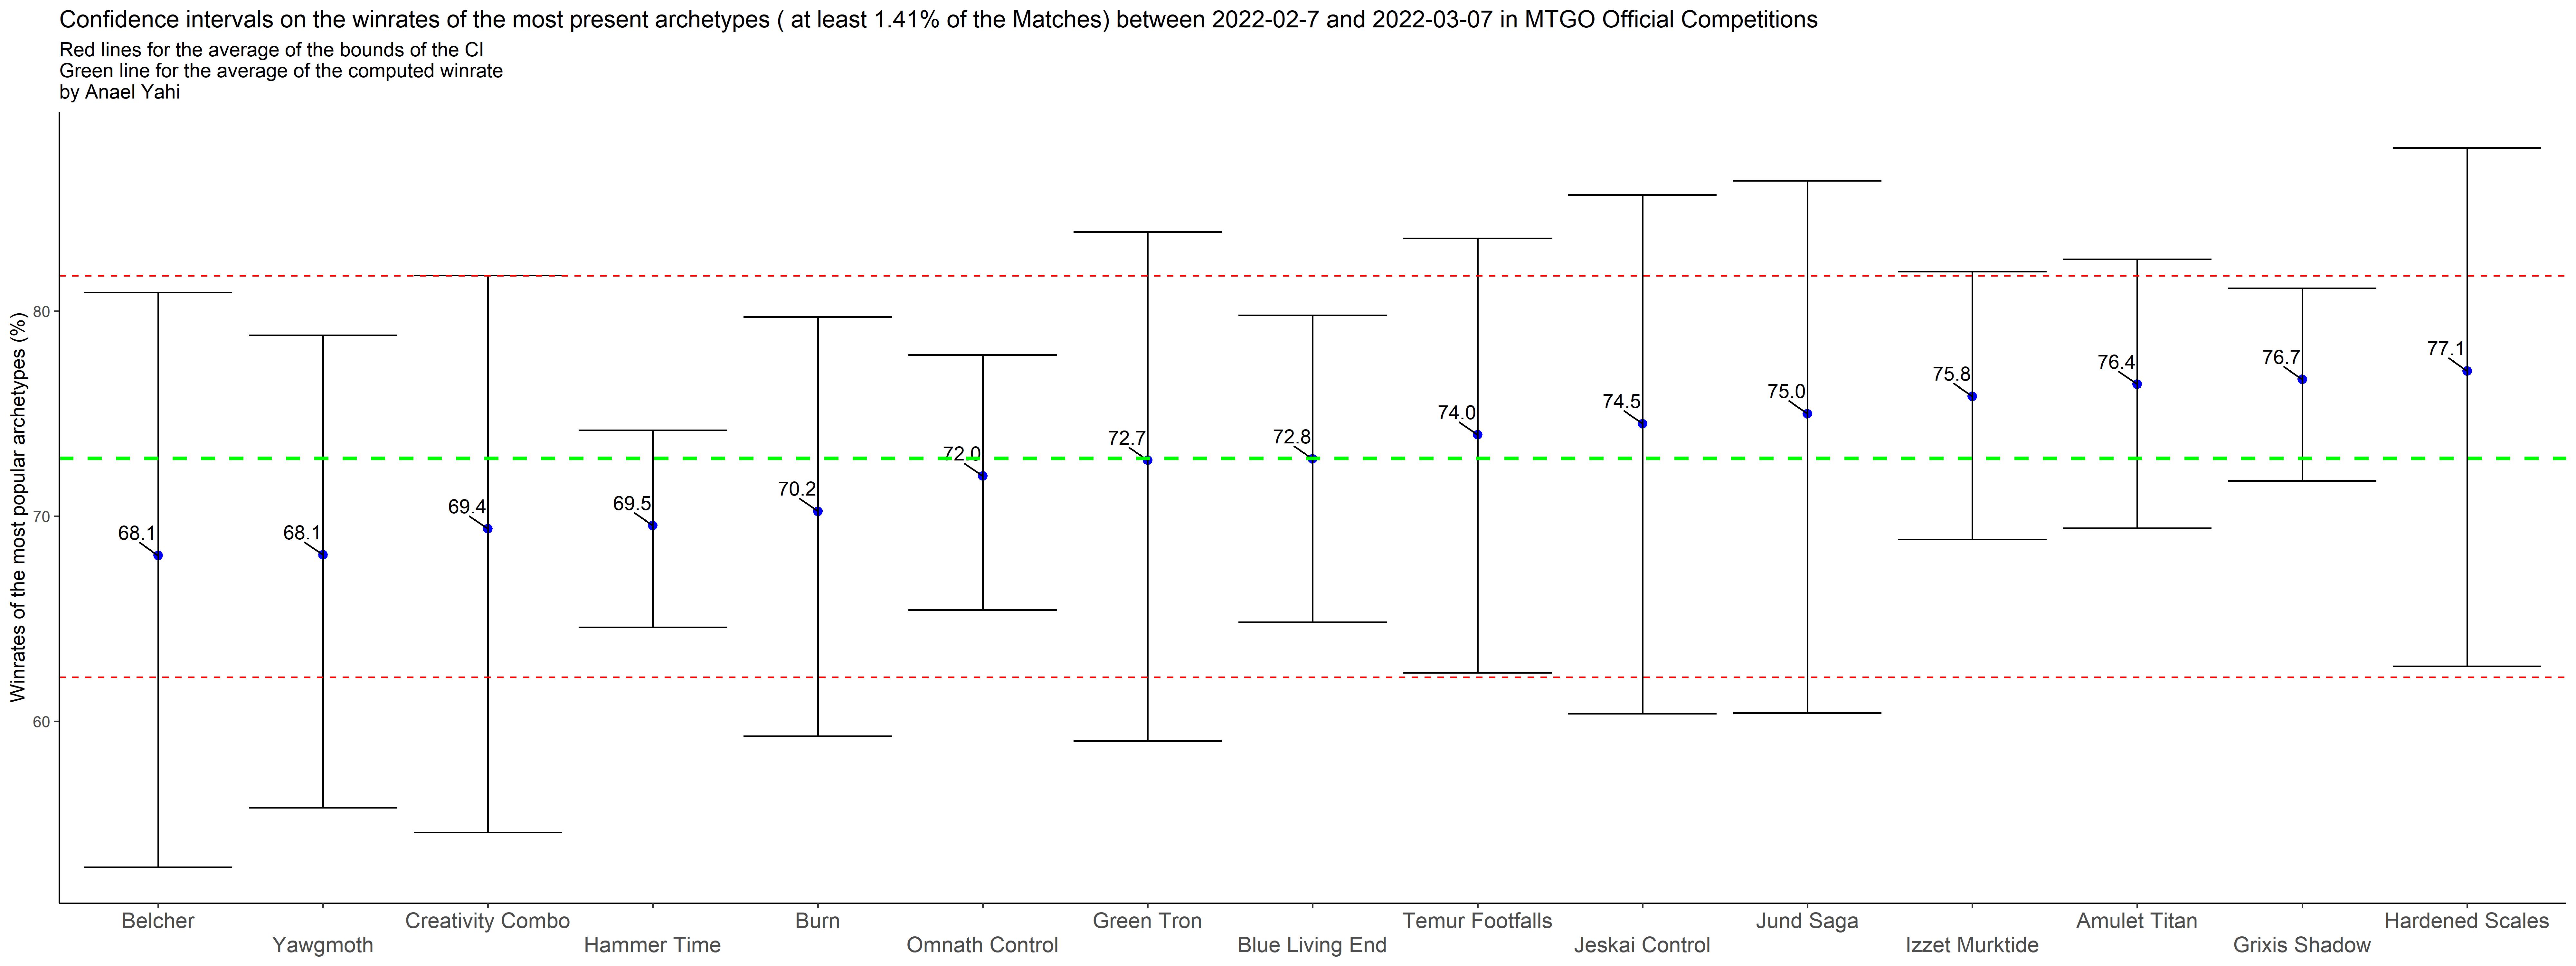 Confidence intervals on the winrates of the most present archetypes ( at least 1.41% of the Matches) between 2022-02-7 and 2022-03-07 in MTGO Official Competitions
Red lines for the average of the bounds of the CI
Green line for the average of the computed winrate
by Anael Yahi
Winrates of the most popular archetypes (%)
80
70
60
68.1
68.1
69.4
69.5
70.2
72.0
72.7
72.8
74.0
74.5
75.0
75.8
76.4
76.7
77.1
Belcher
Yawgmoth
Creativity Combo
Hammer Time
Burn
Omnath Control
Green Tron
Blue Living End
Temur Footfalls
Jeskai Control
Jund Saga
Izzet Murktide
Amulet Titan
Grixis Shadow
Hardened Scales